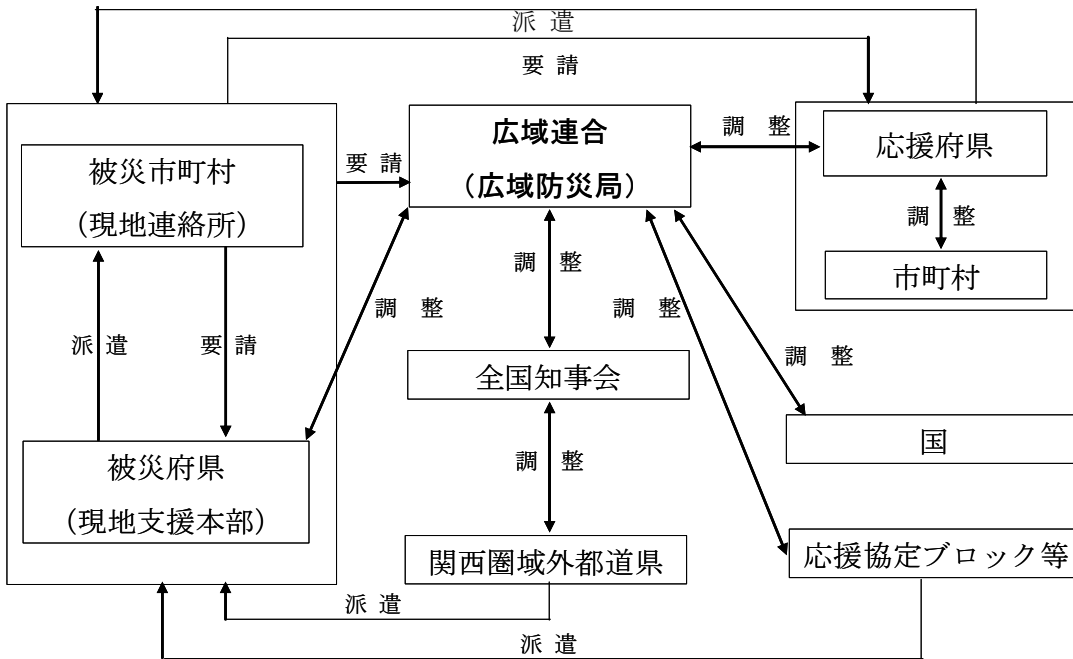 派 遣
要 請
広域連合
（広域防災局）
調 整
応援府県
被災市町村
（現地連絡所）
要 請
調 整
市町村
調 整
調 整
調 整
派 遣
要 請
調 整
全国知事会
国
被災府県
（現地支援本部）
調 整
関西圏域外都道県
応援協定ブロック等
派 遣
派 遣